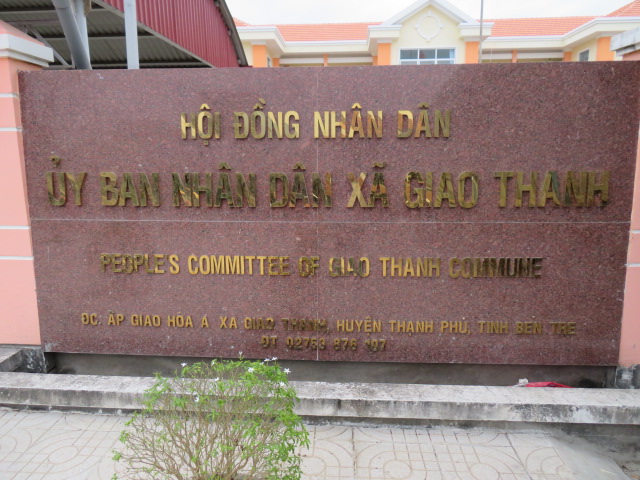 HỘI ĐỒNG NHÂN DÂN
ỦY BAN NHÂN DÂN XÃ GIAO THẠNH
PEOPLE'S COMMITTEE OF GIAO THANH COMMUNE
ĐC: ẤP GIAO HÒA A, XÃ GIAO THẠNH, HUYỆN THẠNH PHÚ, TỈNH BẾN TRE
ĐT: 02753 876